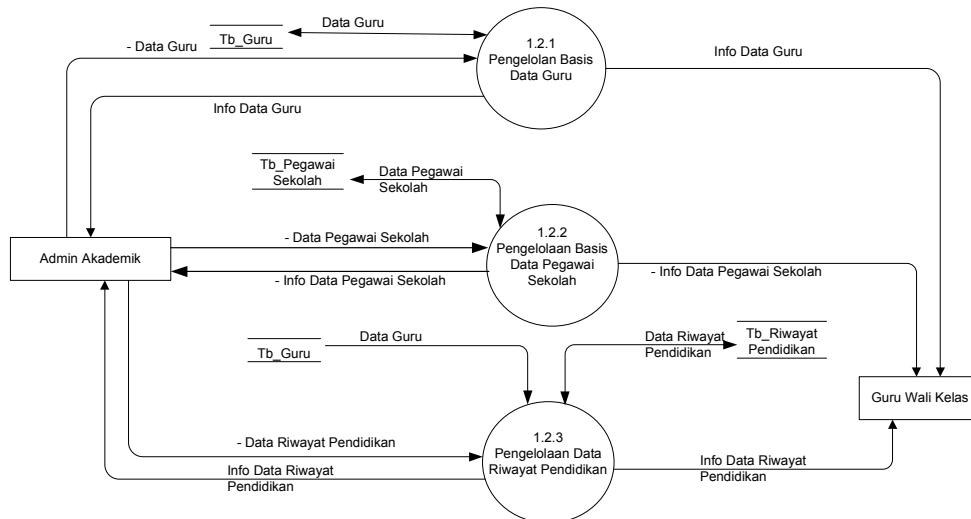 Data Guru
Tb_Guru
- Data Guru
1.2.1
Pengelolan Basis
Data Guru
Info Data Guru
Info Data Guru
Tb_Pegawai
Sekolah
Data Pegawai
Sekolah
Admin Akademik
- Data Pegawai Sekolah
- Info Data Pegawai Sekolah
1.2.2
Pengelolaan Basis
Data Pegawai
Sekolah
- Info Data Pegawai Sekolah
Tb_Guru
Data Guru
Data Riwayat
Pendidikan
Tb_Riwayat
Pendidikan
Guru Wali Kelas
- Data Riwayat Pendidikan
Info Data Riwayat
Pendidikan
1.2.3
Pengelolaan Data
Riwayat Pendidikan
Info Data Riwayat
Pendidikan